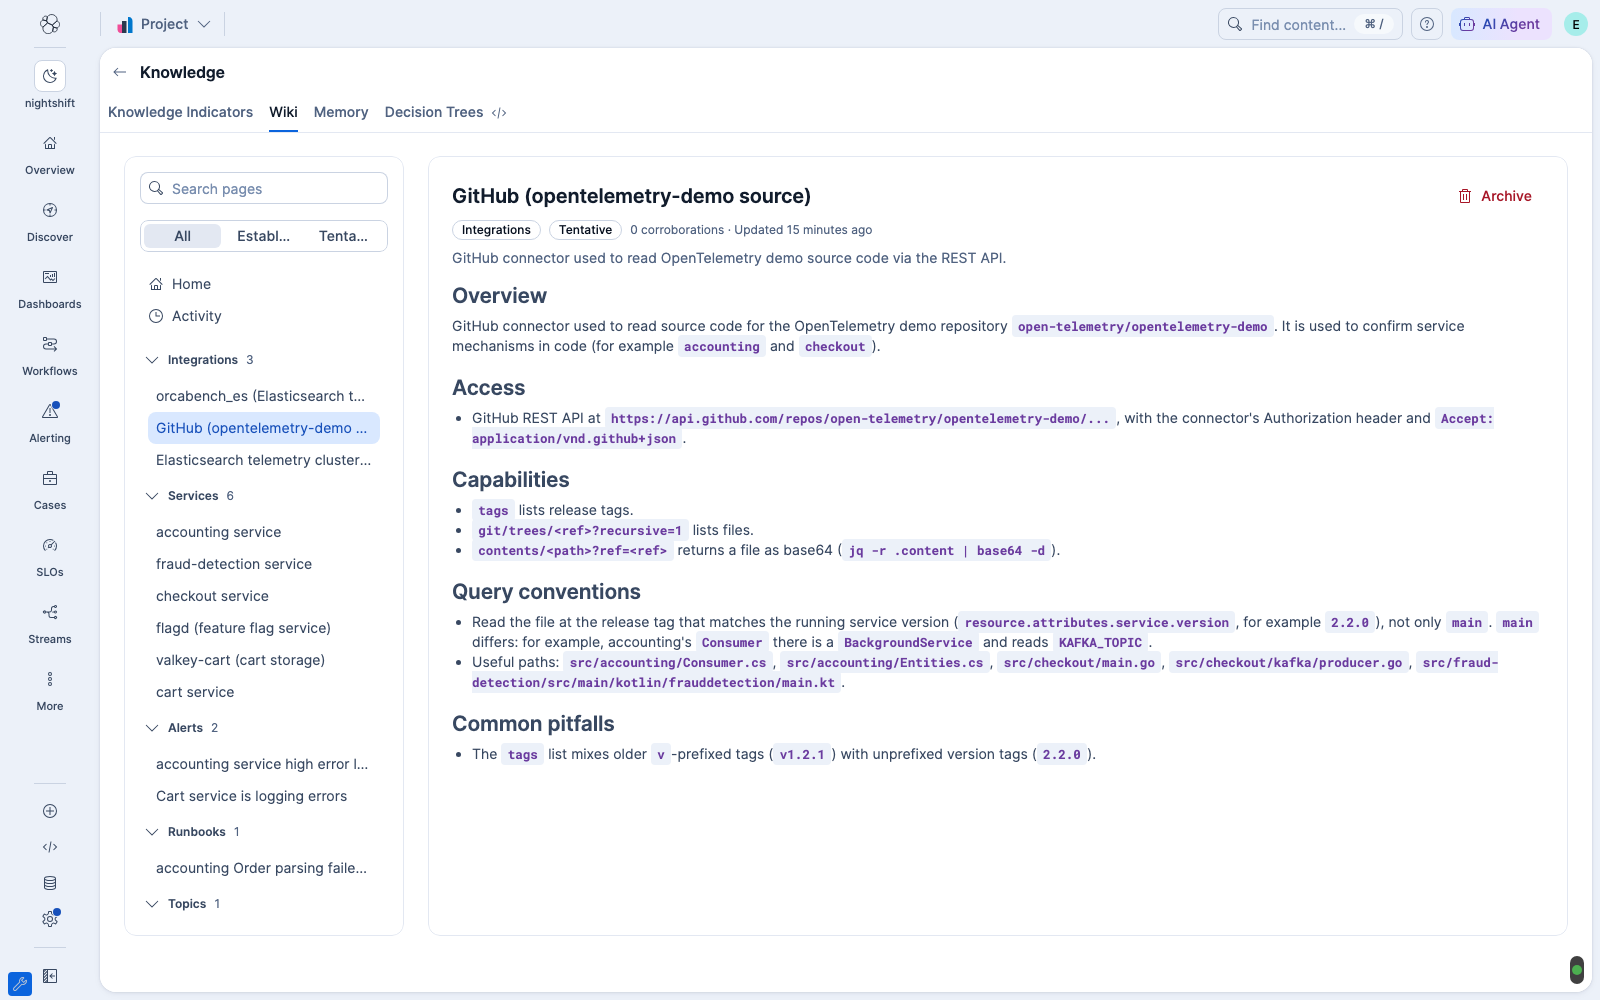 Project
Find content...
⌘ /
AI Agent
E
nightshift
Overview
Discover
Dashboards
Workflows
Alerting
Cases
SLOs
Streams
More
Knowledge
Knowledge Indicators
Wiki
Memory
Decision Trees
Search pages
All
Establ...
Tenta...
Home
Activity
Integrations 3
orcabench_es (Elasticsearch t...
GitHub (opentelemetry-demo ...
Elasticsearch telemetry cluster...
Services 6
accounting service
fraud-detection service
checkout service
flagd (feature flag service)
valkey-cart (cart storage)
cart service
Alerts 2
accounting service high error l...
Cart service is logging errors
Runbooks 1
accounting Order parsing faile...
Topics 1
GitHub (opentelemetry-demo source)
Archive
Integrations Tentative 0 corroborations · Updated 15 minutes ago
GitHub connector used to read OpenTelemetry demo source code via the REST API.
Overview
GitHub connector used to read source code for the OpenTelemetry demo repository open-telemetry/opentelemetry-demo . It is used to confirm service
mechanisms in code (for example accounting and checkout ).
Access
• GitHub REST API at https://api.github.com/repos/open-telemetry/opentelemetry-demo/... , with the connector's Authorization header and Accept:
application/vnd.github+json .
Capabilities
• tags lists release tags.
• git/trees/<ref>?recursive=1 lists files.
• contents/<path>?ref=<ref> returns a file as base64 ( jq -r .content | base64 -d ).
Query conventions
• Read the file at the release tag that matches the running service version ( resource.attributes.service.version , for example 2.2.0 ), not only main . main
differs: for example, accounting's Consumer there is a BackgroundService and reads KAFKA_TOPIC .
• Useful paths: src/accounting/Consumer.cs , src/accounting/Entities.cs , src/checkout/main.go , src/checkout/kafka/producer.go , src/fraud-
detection/src/main/kotlin/frauddetection/main.kt .
Common pitfalls
• The tags list mixes older v -prefixed tags ( v1.2.1 ) with unprefixed version tags ( 2.2.0 ).